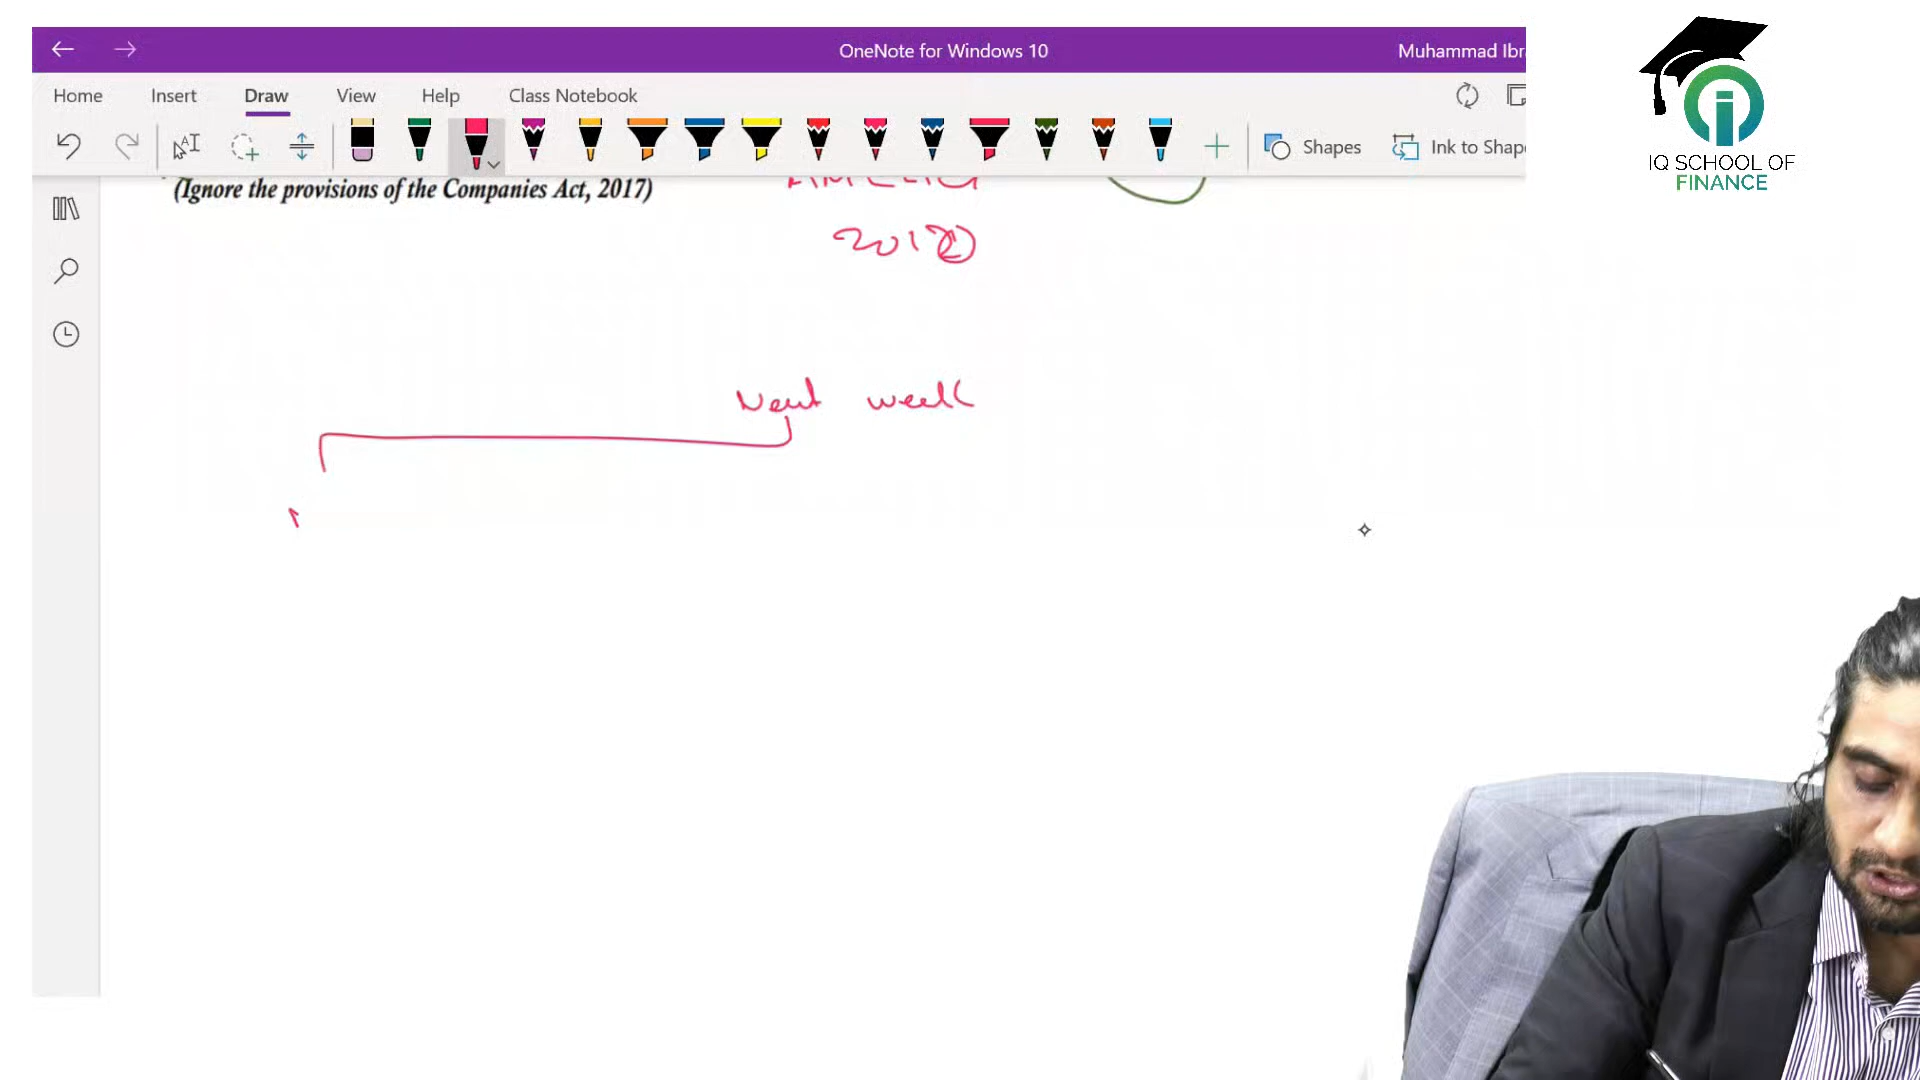 OneNote for Windows 10
Muhammad Ibr
Home Insert Draw View Help Class Notebook
Shapes Ink to Shap
IQ SCHOOL OF
FINANCE
(Ignore the provisions of the Companies Act, 2017)
Next week